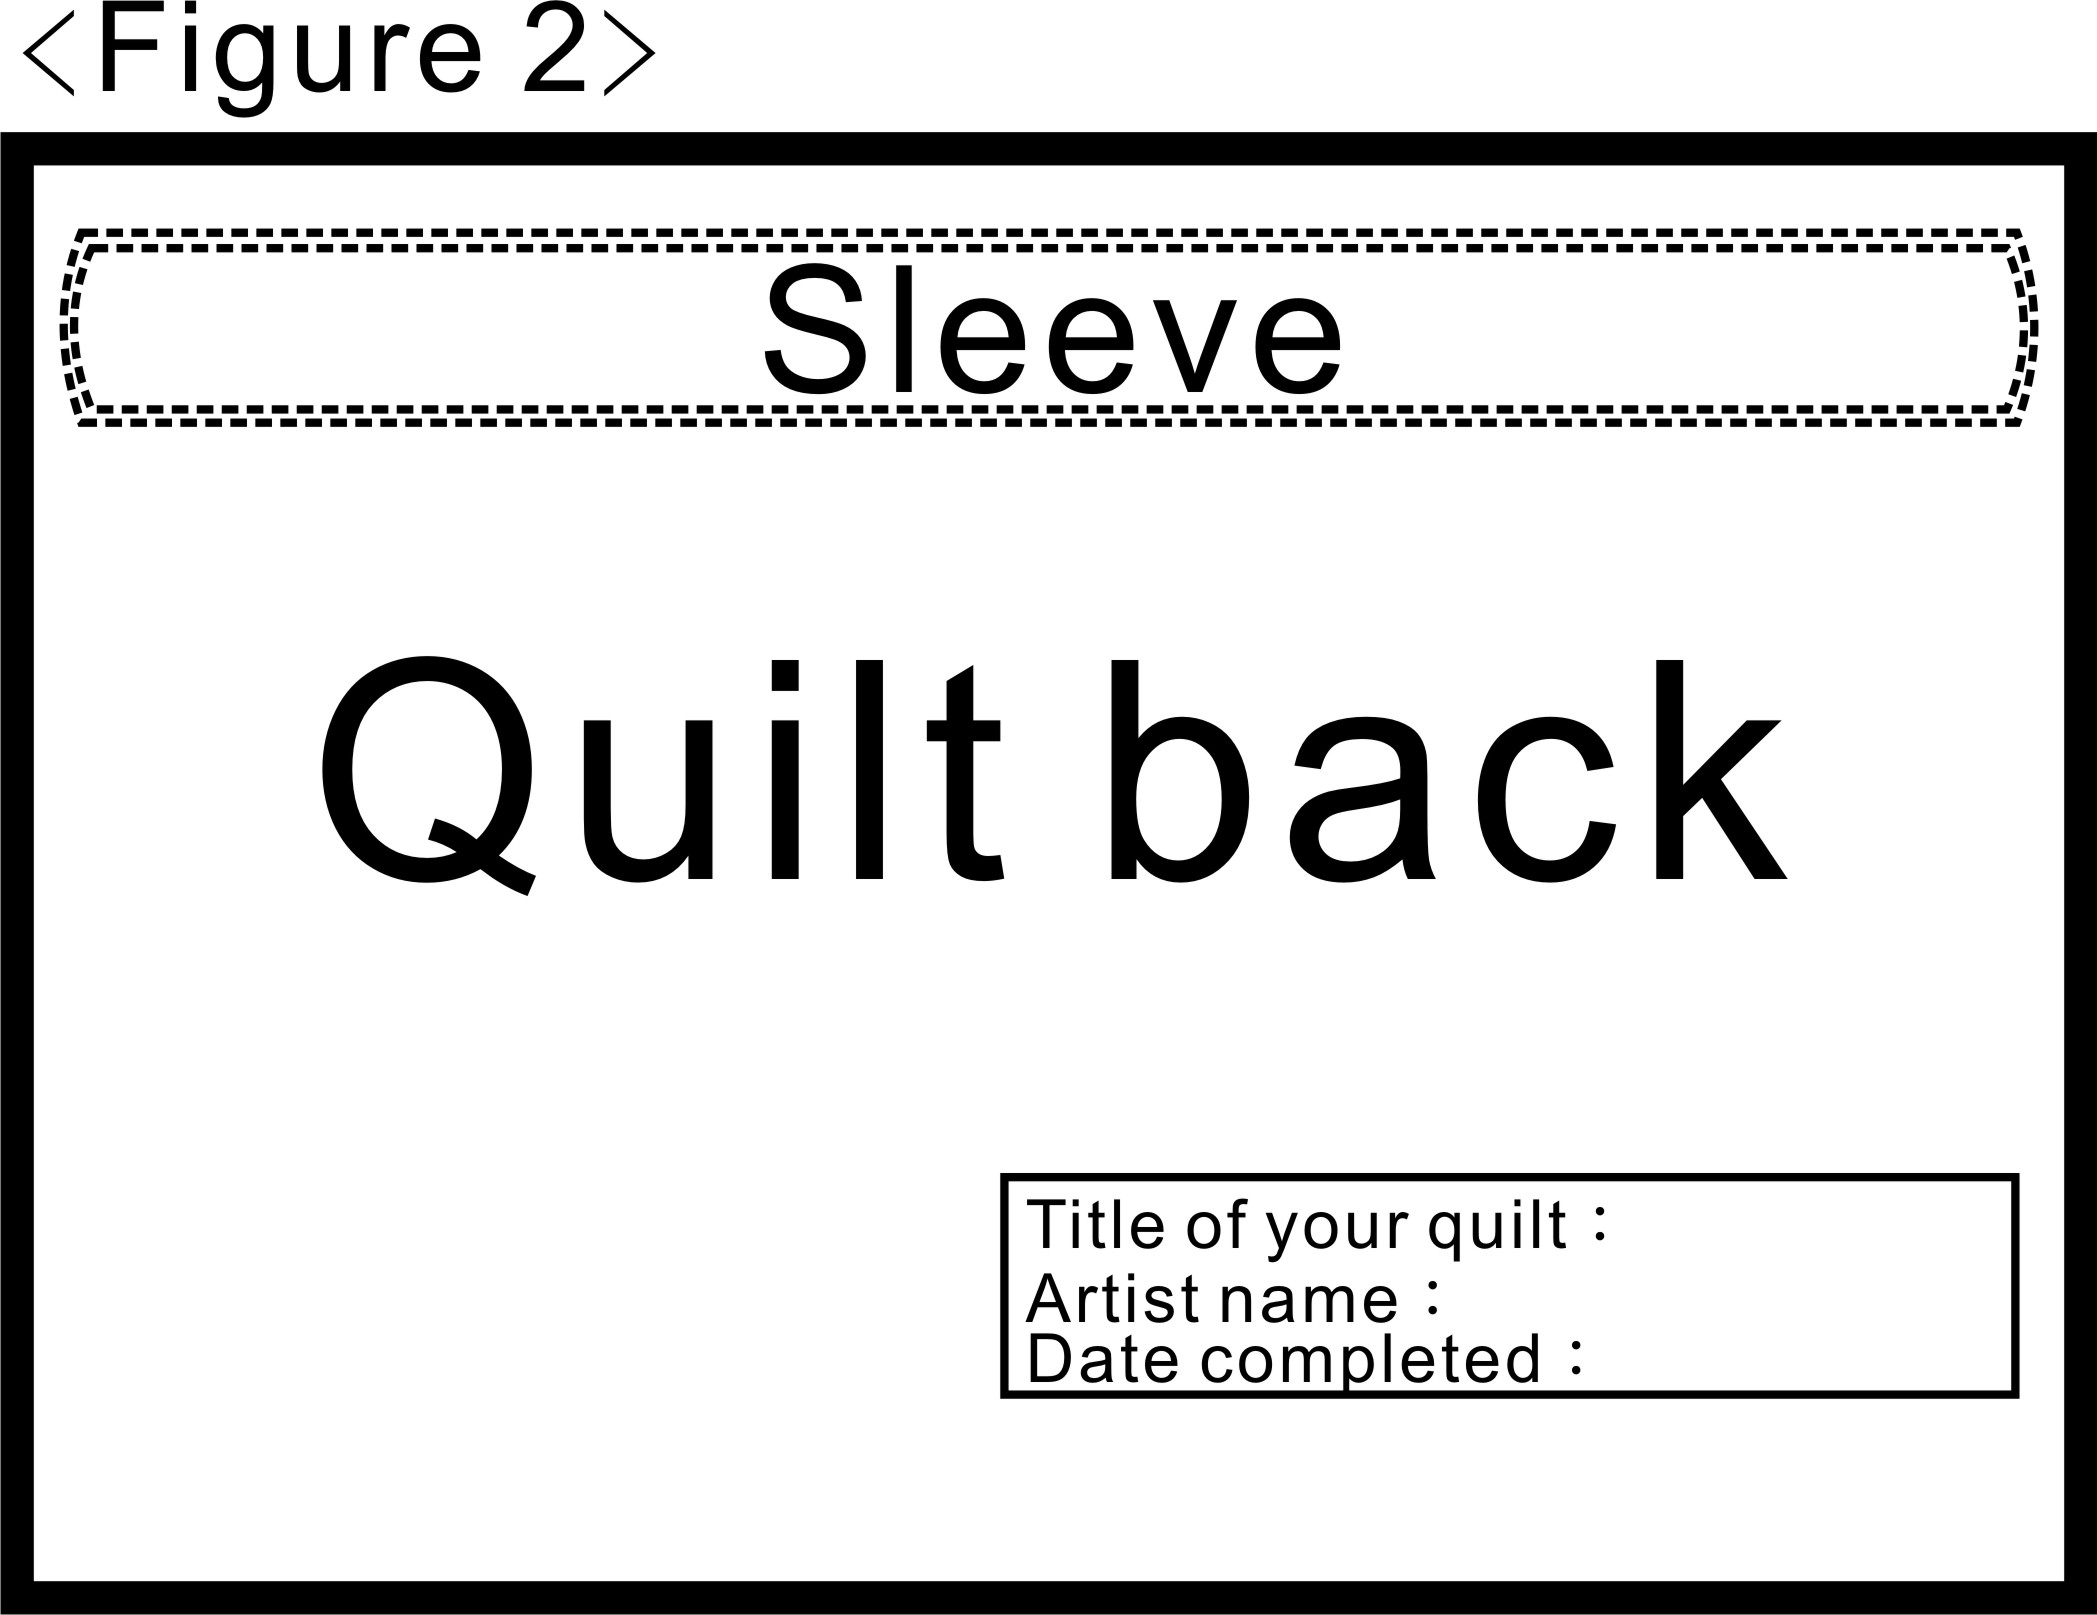 <Figure 2>
Sleeve
Quilt back
Title of your quilt：
Artist name：
Date completed：